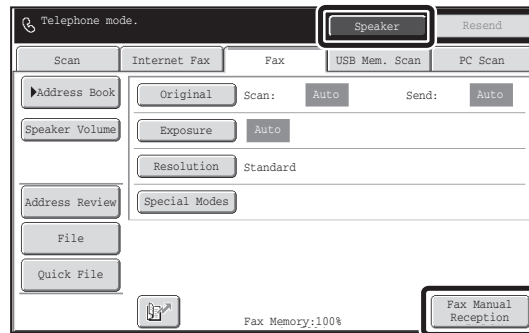 Telephone mode.
Speaker
Resend
Scan
Internet Fax
Fax
USB Mem. Scan
PC Scan
Address Book
Original
Scan:
Auto
Send:
Auto
Speaker Volume
Exposure
Auto
Resolution
Standard
Address Review
Special Modes
File
Quick File
Fax Memory:100%
Fax Manual
Reception